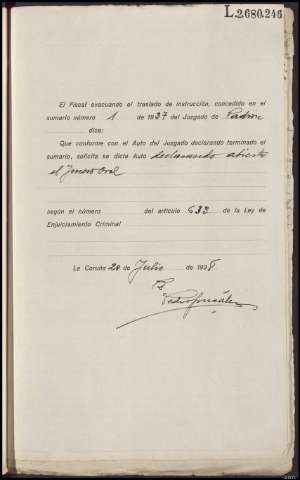 L.2.680.246
El Fiscal evacuando el traslado de instrucción, concedido en el
sumario número 1 de 1937 del Juzgado de Padrón
dice:
Que conforme con el Auto del Juzgado declarando terminado el
sumario, solicita se dicte Auto declarando abierto
el Juicio Oral
según el número del artículo 633 de la Ley de
Enjuiciamiento Criminal
La Coruña 20 de Julio de 1938
Pedro González